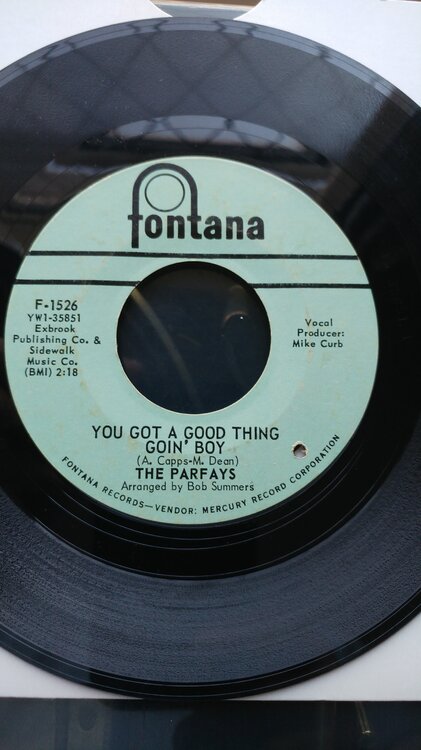 fontana
F-1526
YW1-35851
Exbrook
Publishing Co. &
Sidewalk
Music Co.
(BMI) 2:18
Vocal
Producer:
Mike Curb
YOU GOT A GOOD THING
GOIN' BOY
(A. Capps-M. Dean)
THE PARFAYS
Arranged by Bob Summers
FONTANA RECORDS—VENDOR: MERCURY RECORD CORPORATION